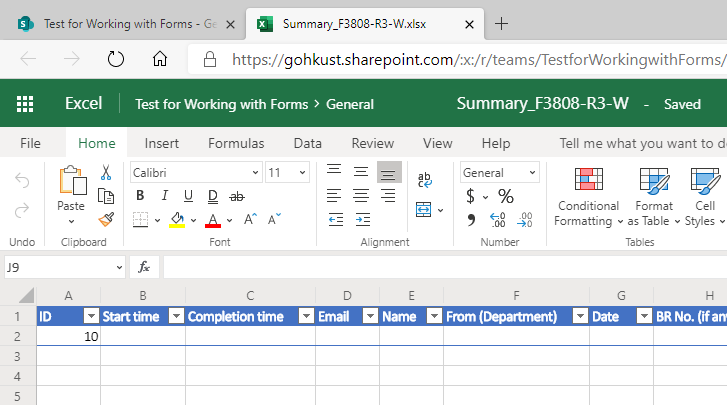 Test for Working with Forms - Ge
Summary_F3808-R3-W.xlsx
https://gohkust.sharepoint.com/:x:/r/teams/TestforWorkingwithForms/
Excel Test for Working with Forms > General Summary_F3808-R3-W - Saved
File Home Insert Formulas Data Review View Help Tell me what you want to do
Paste
Calibri 11
B I U D ab
A A A
ab
General
$ % 
.00 .00
Conditional Formatting
Format as Table
Cell Styles
Undo Clipboard Font Alignment Number Tables
J9 fx
A B C D E F G H
1 ID Start time Completion time Email Name From (Department) Date BR No. (if an
2 10
3
4
5